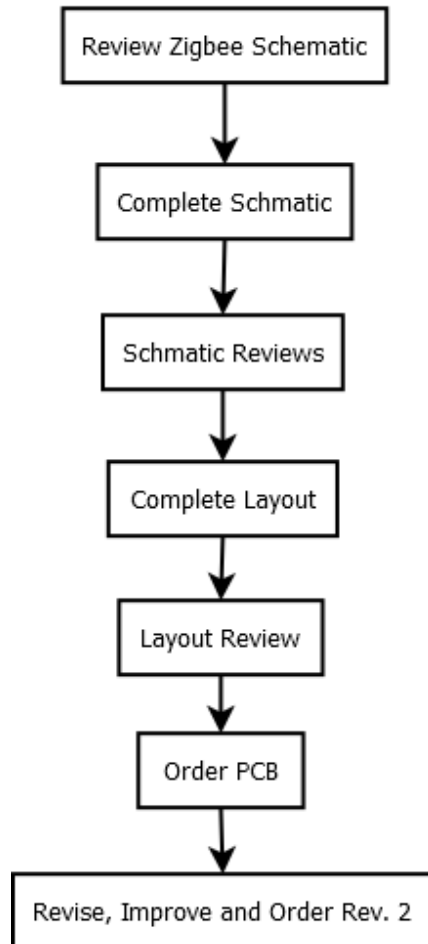 Review Zigbee Schematic
Complete Schmatic
Schmatic Reviews
Complete Layout
Layout Review
Order PCB
Revise, Improve and Order Rev. 2